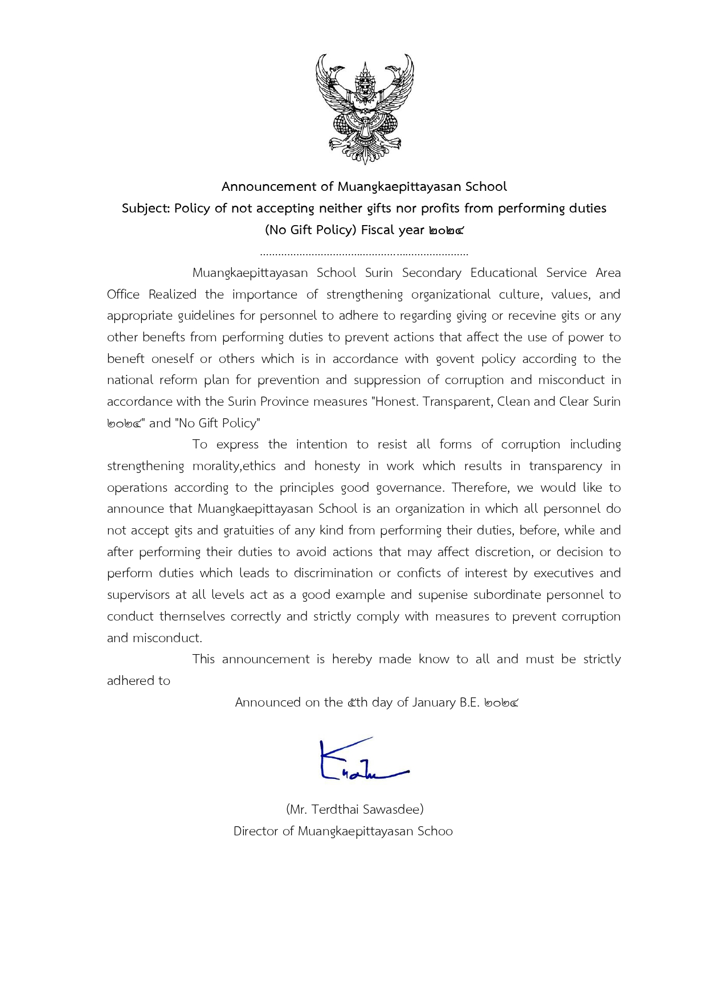 Announcement of Muangkaepittayasan School
Subject: Policy of not accepting neither gifts nor profits from performing duties
(No Gift Policy) Fiscal year ๒๐๒๔
.....................................................................
Muangkaepittayasan School Surin Secondary Educational Service Area
Office Realized the importance of strengthening organizational culture, values, and
appropriate guidelines for personnel to adhere to regarding giving or recevine gits or any
other benefts from performing duties to prevent actions that affect the use of power to
beneft oneself or others which is in accordance with govent policy according to the
national reform plan for prevention and suppression of corruption and misconduct in
accordance with the Surin Province measures "Honest. Transparent, Clean and Clear Surin
๒๐๒๔" and "No Gift Policy"
To express the intention to resist all forms of corruption including
strengthening morality,ethics and honesty in work which results in transparency in
operations according to the principles good governance. Therefore, we would like to
announce that Muangkaepittayasan School is an organization in which all personnel do
not accept gits and gratuities of any kind from performing their duties, before, while and
after performing their duties to avoid actions that may affect discretion, or decision to
perform duties which leads to discrimination or conficts of interest by executives and
supervisors at all levels act as a good example and supenise subordinate personnel to
conduct thernselves correctly and strictly comply with measures to prevent corruption
and misconduct.
This announcement is hereby made know to all and must be strictly
adhered to
Announced on the ๕th day of January B.E. ๒๐๒๔
(Mr. Terdthai Sawasdee)
Director of Muangkaepittayasan Schoo